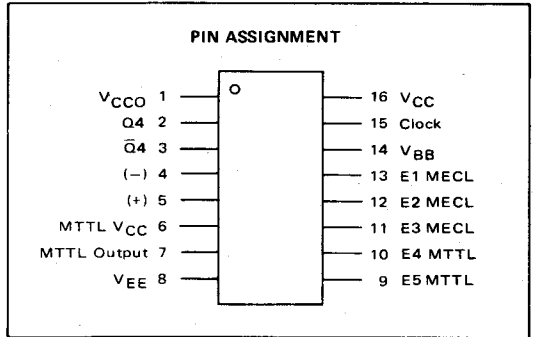 PIN ASSIGNMENT
VCCO 1
Q4 2
Q̅4 3
(−) 4
(+) 5
MTTL VCC 6
MTTL Output 7
VEE 8
16 VCC
15 Clock
14 VBB
13 E1 MECL
12 E2 MECL
11 E3 MECL
10 E4 MTTL
9 E5 MTTL